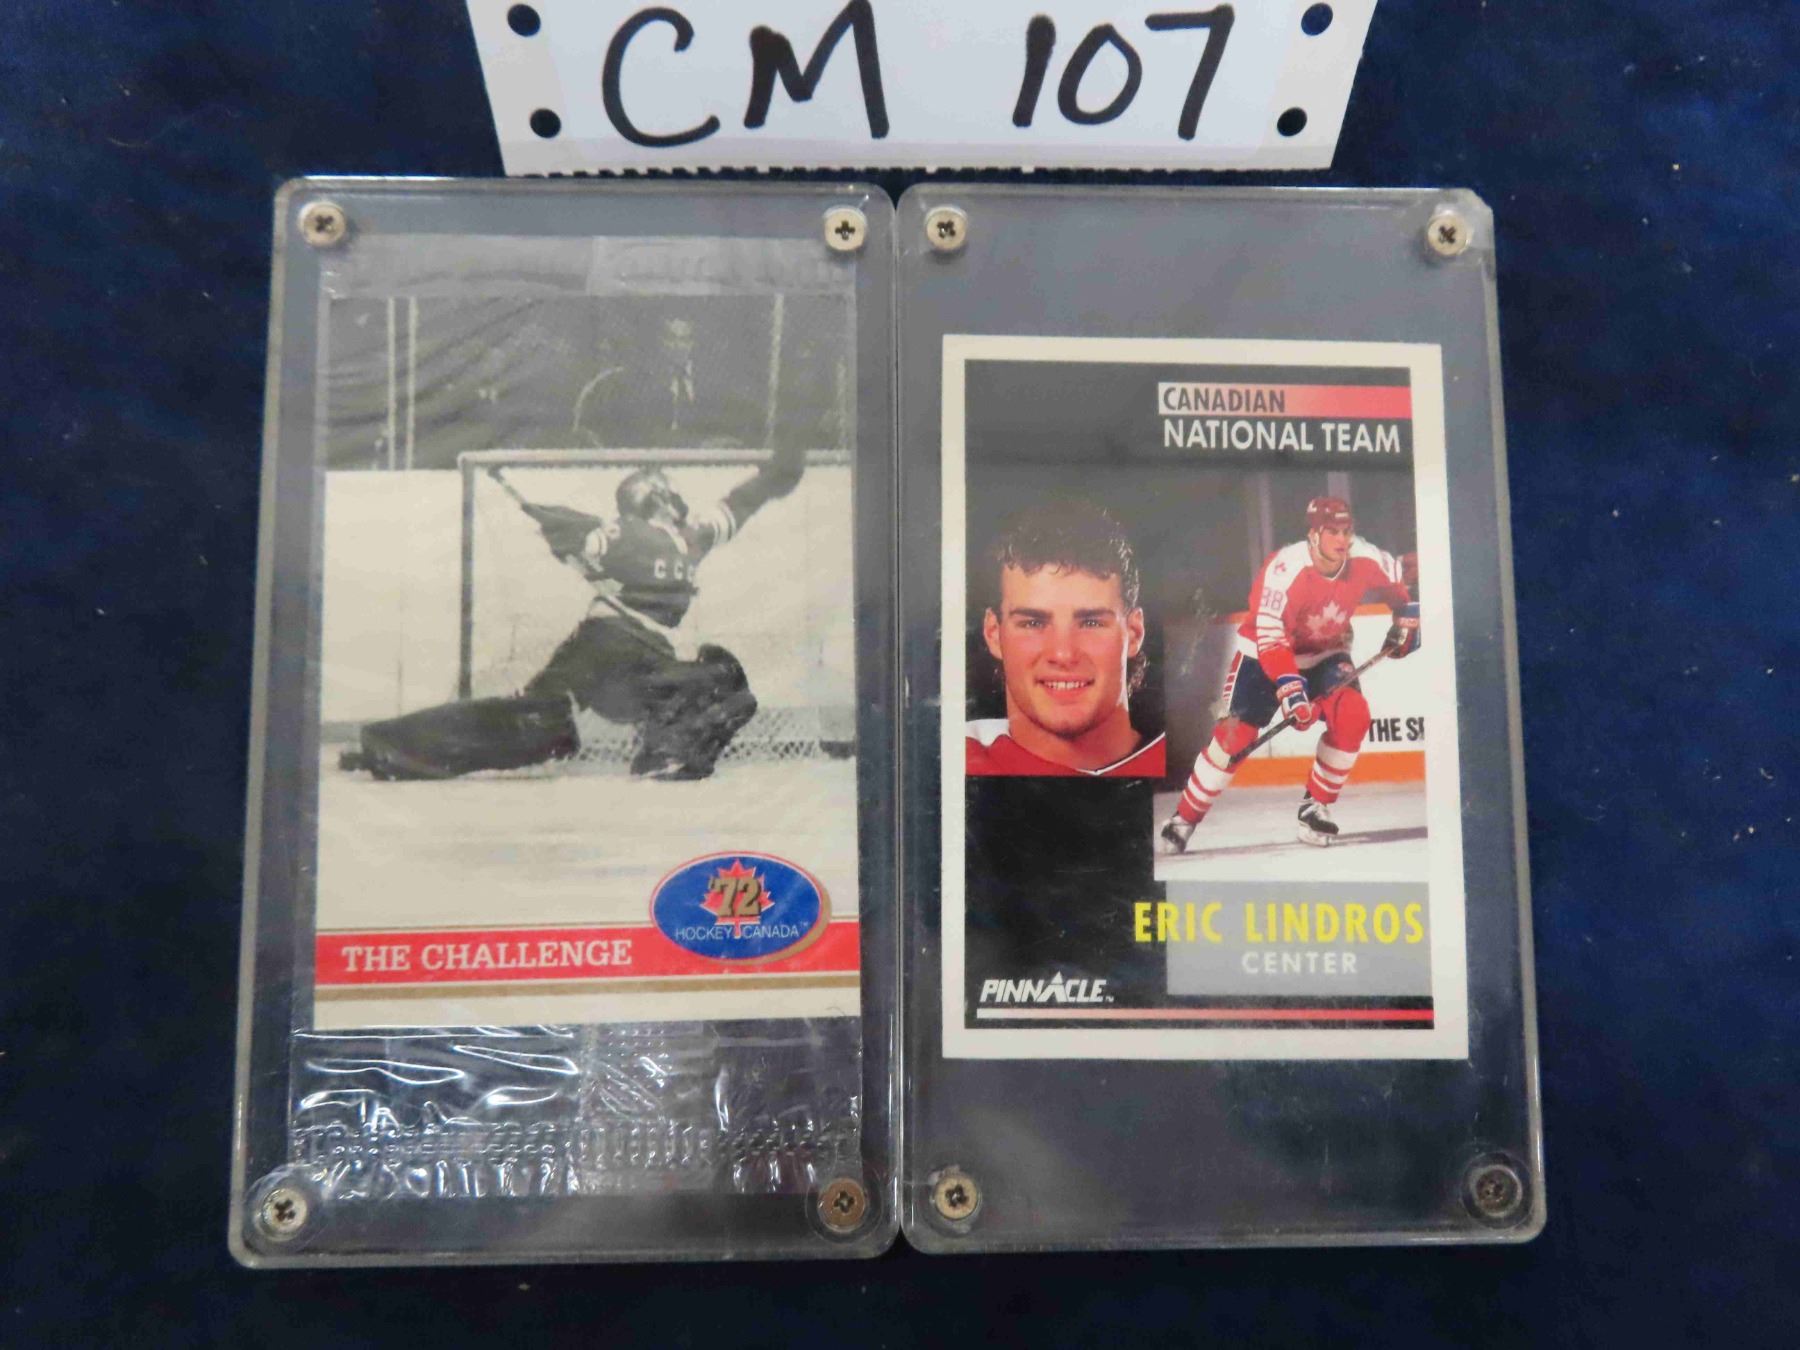 CM 107
CCC
'72
HOCKEY CANADA™
THE CHALLENGE
CANADIAN
NATIONAL TEAM
88
THE S
ERIC LINDROS
CENTER
PINNACLE™